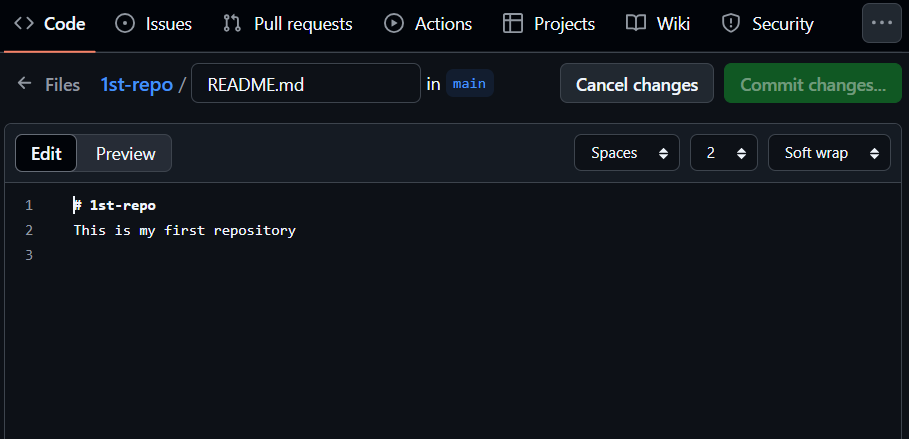 Code Issues Pull requests Actions Projects Wiki Security
Files 1st-repo / README.md in main Cancel changes Commit changes...
Edit Preview Spaces 2 Soft wrap
1 # 1st-repo
2 This is my first repository
3